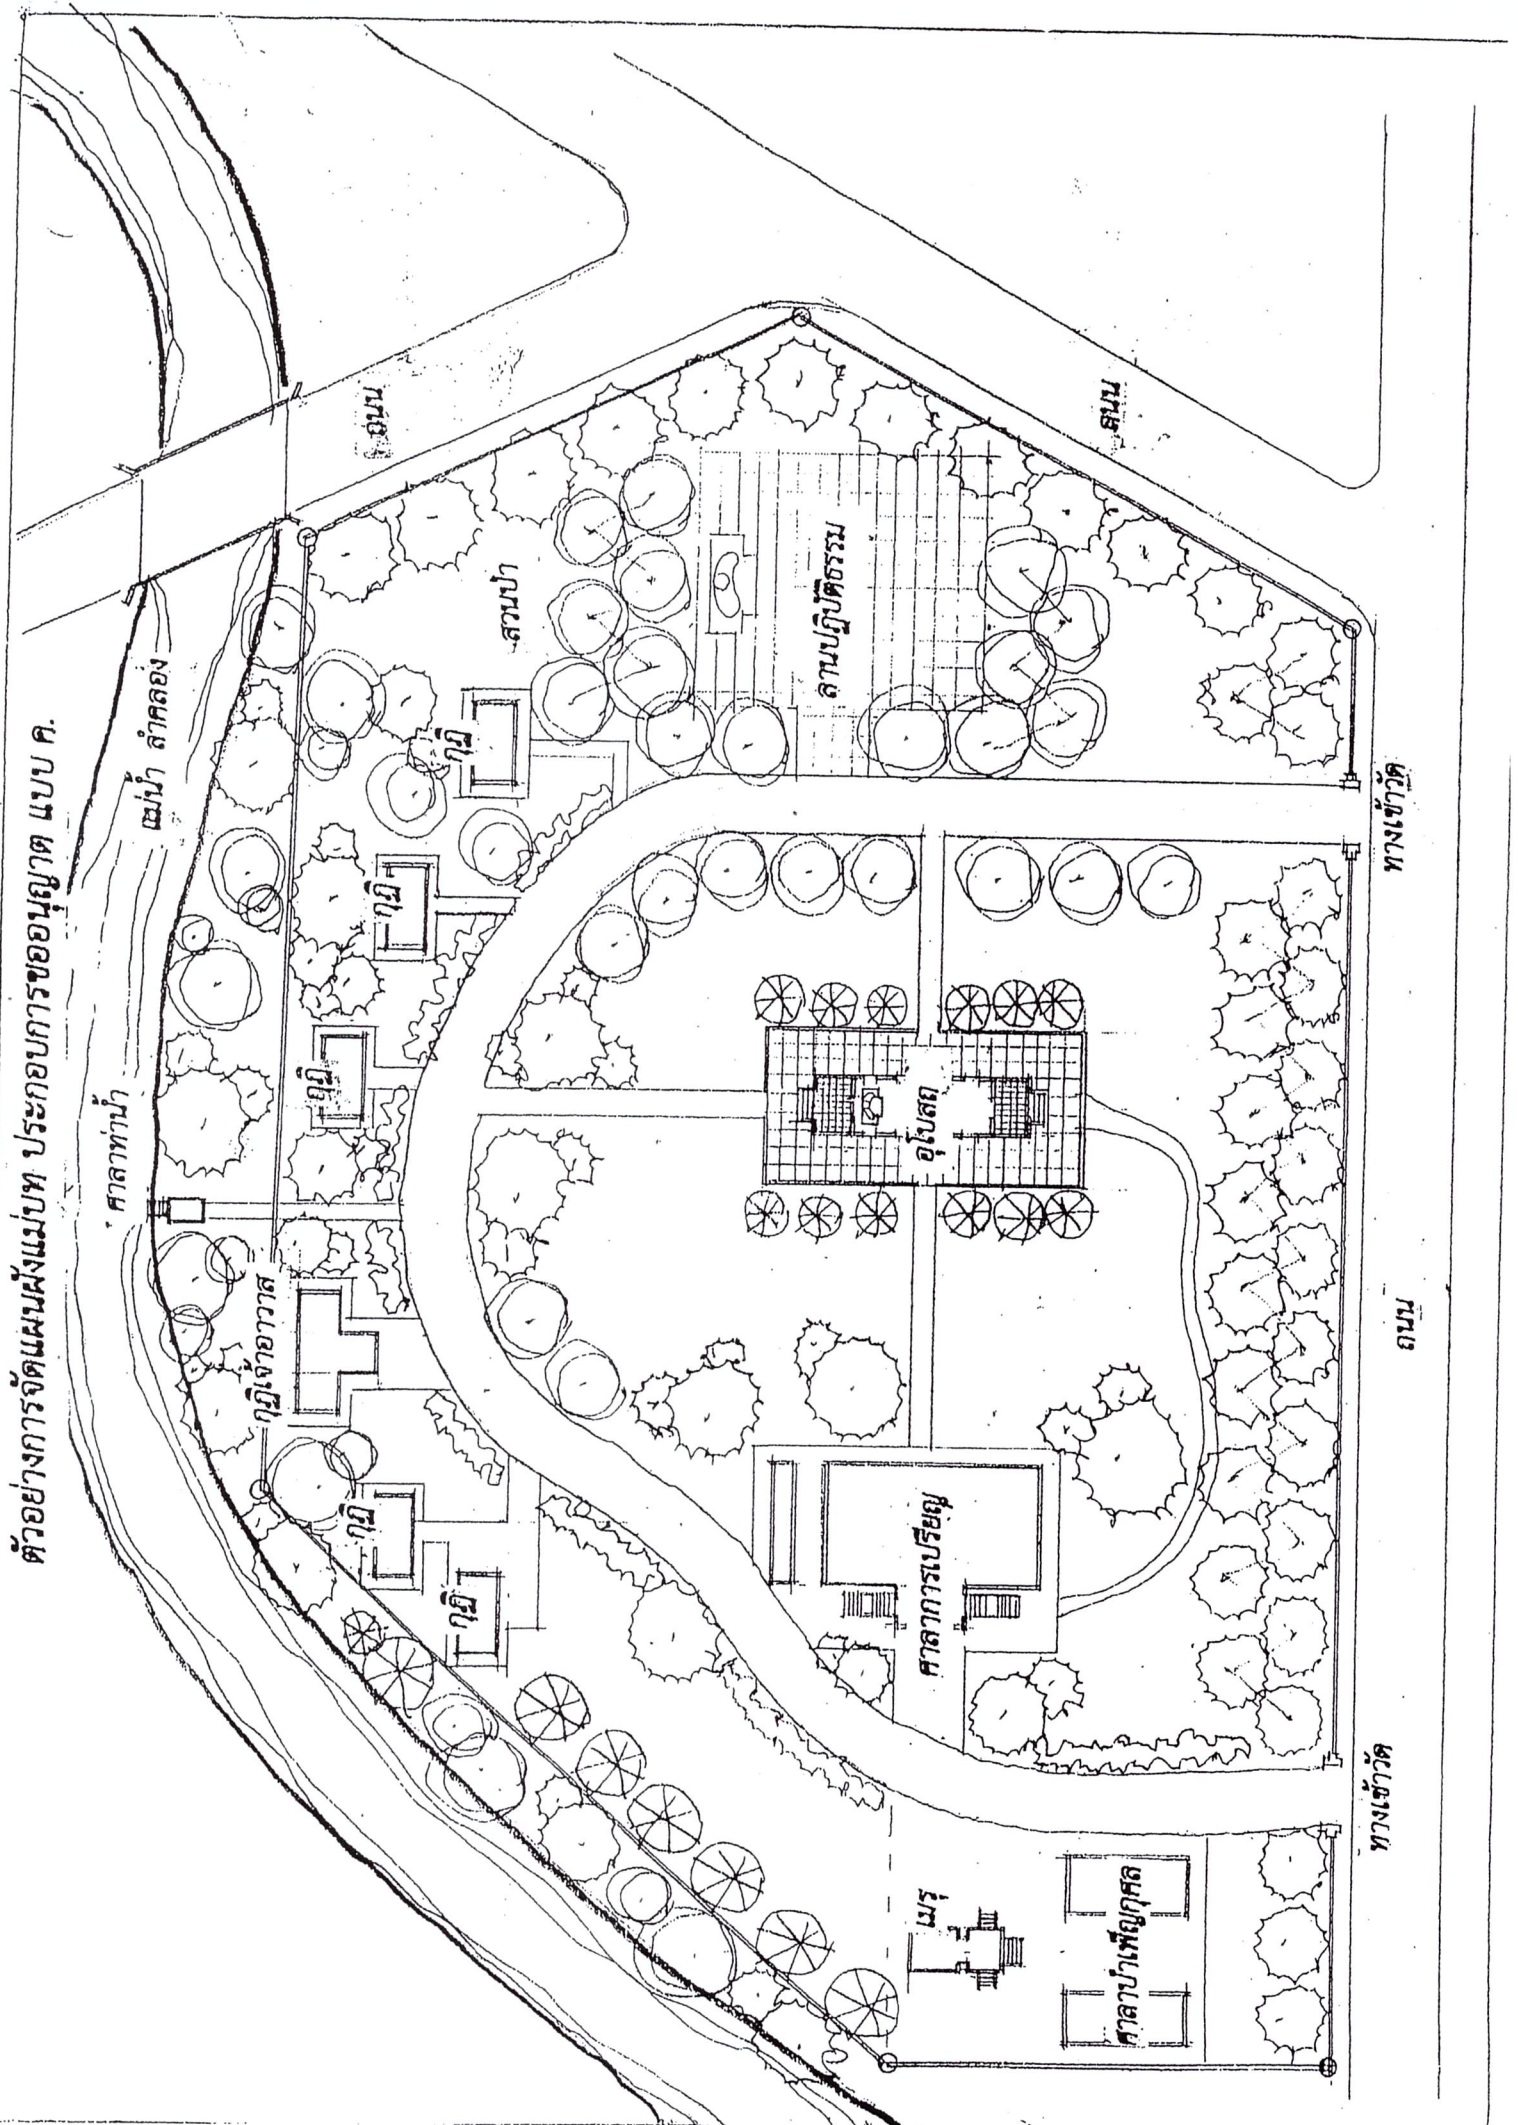 ตัวอย่างการจัดแผนผังแม่บท ประกอบการขออนุญาต แบบ ค.
แม่น้ำ ลำคลอง
ศาลาท่าน้ำ
ถนน
ถนน
สวนป่า
ลานปฏิบัติธรรม
กุฏิ
กุฏิ
กุฏิ
กุฏิเจ้าอาวาส
กุฏิ
กุฏิ
อุโบสถ
ศาลาการเปรียญ
ทางเข้าวัด
ถนน
ทางเข้าวัด
เมรุ
ศาลาบำเพ็ญกุศล